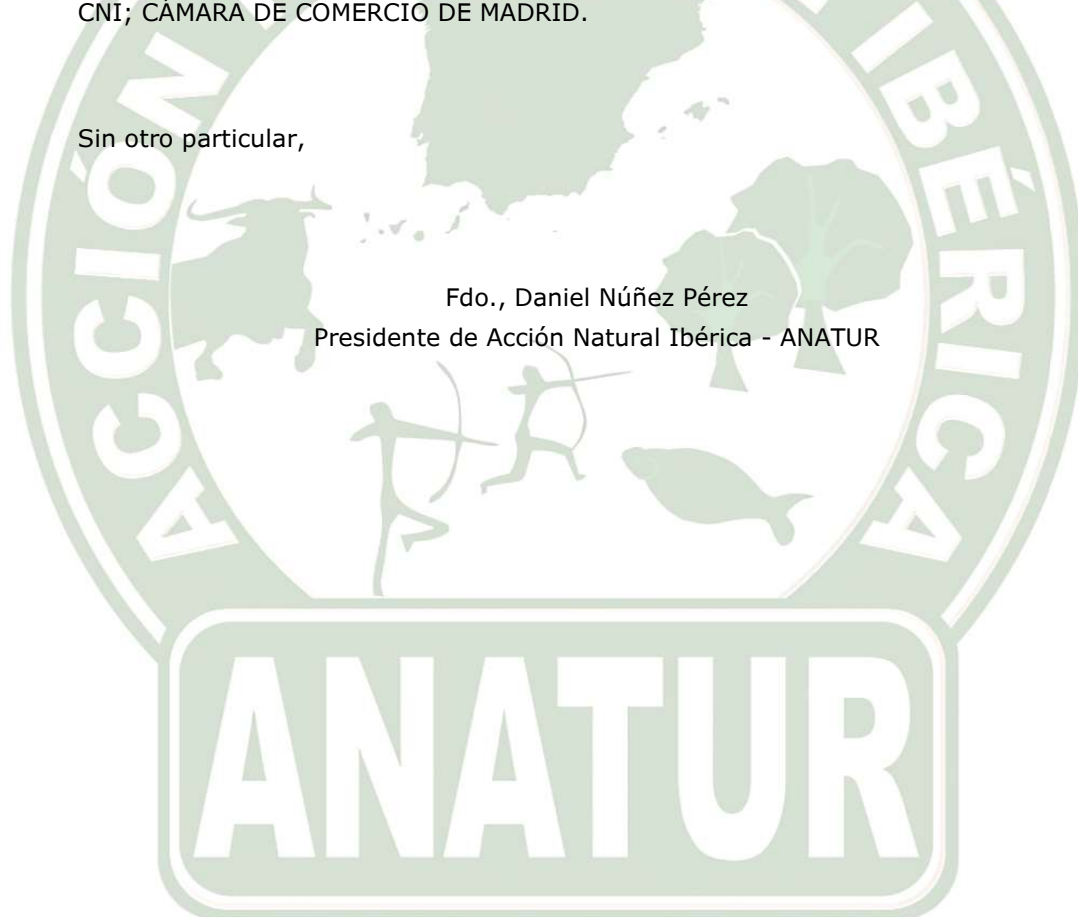 CNI; CÁMARA DE COMERCIO DE MADRID.
Sin otro particular,
Fdo., Daniel Núñez Pérez
Presidente de Acción Natural Ibérica - ANATUR
ACCIÓN
IBÉRICA
ANATUR